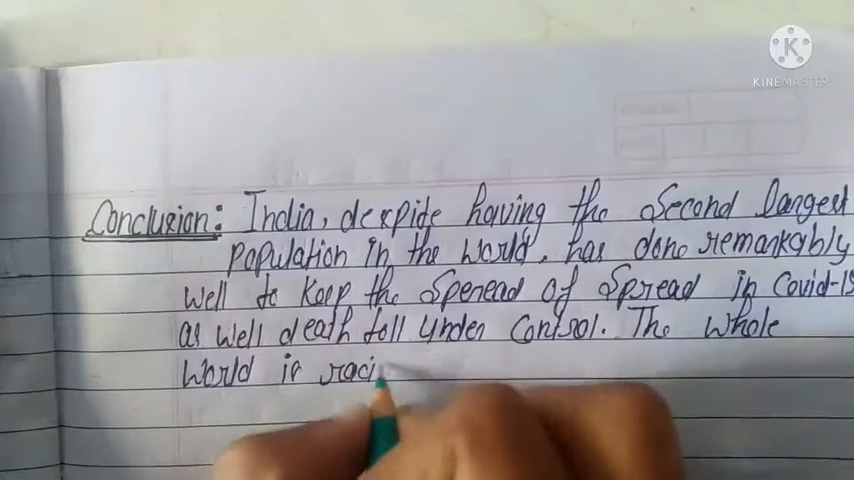 K
KINEMASTER
Conclusion: India, despite having the Second largest
population in the world, has done remarkably
well to keep the Speread of Spread in Covid-19
as well death toll under Control. The whole
World is raci